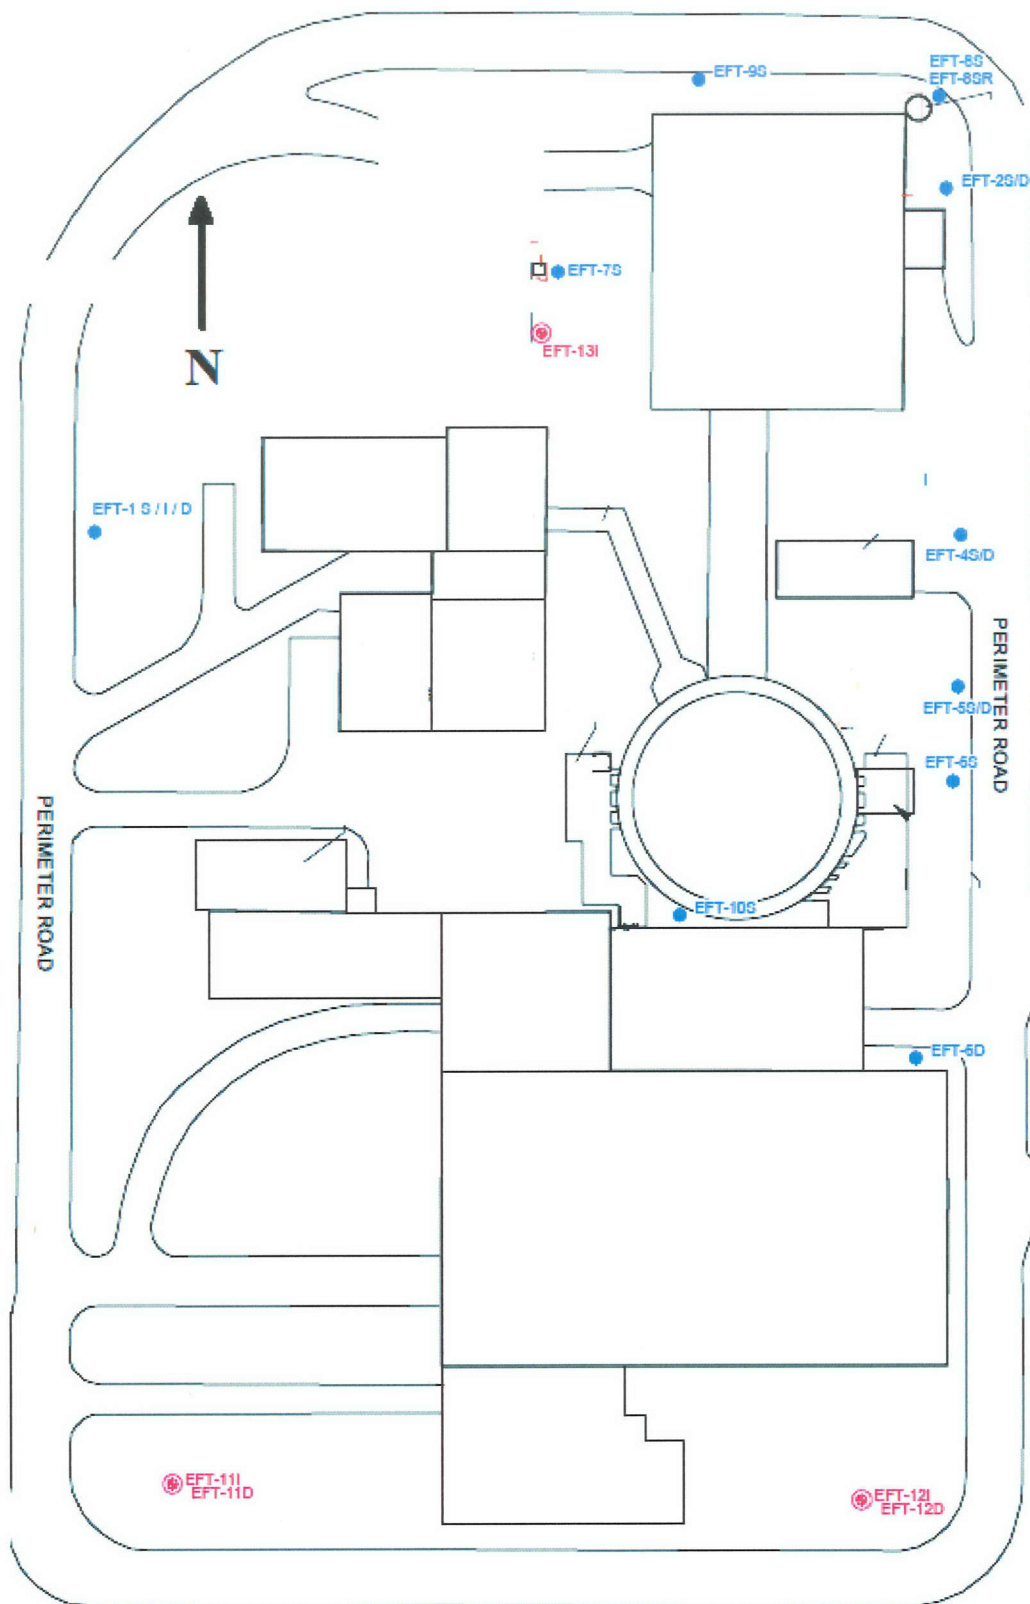 EFT-8S
EFT-8SR
EFT-9S
EFT-2S/D
EFT-7S
EFT-13I
N
EFT-1 S / I / D
EFT-4S/D
PERIMETER ROAD
EFT-5S/D
EFT-6S
PERIMETER ROAD
EFT-10S
EFT-6D
EFT-11I
EFT-11D
EFT-12I
EFT-12D